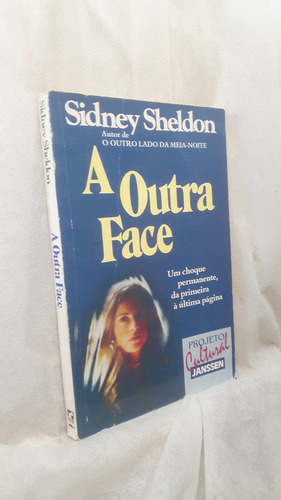 Sidney Sheldon
Autor de
O OUTRO LADO DA MEIA-NOITE
A
Outra
Face
Um choque
permanente,
da primeira
à última página
PROJETO
Cultural
JANSSEN
Sidney Sheldon
A Outra Face